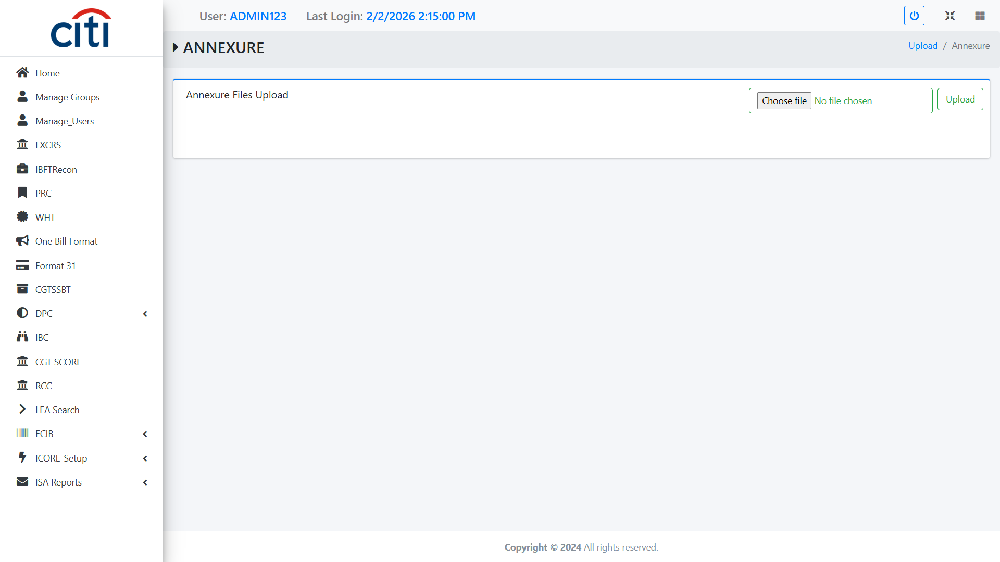 citi
User: ADMIN123 Last Login: 2/2/2026 2:15:00 PM
ANNEXURE
Upload / Annexure
Home
Manage Groups
Manage_Users
FXCRS
IBFTRecon
PRC
WHT
One Bill Format
Format 31
CGTSSBT
DPC
IBC
CGT SCORE
RCC
LEA Search
ECIB
ICORE_Setup
ISA Reports
Annexure Files Upload
Choose file No file chosen
Upload
Copyright © 2024 All rights reserved.